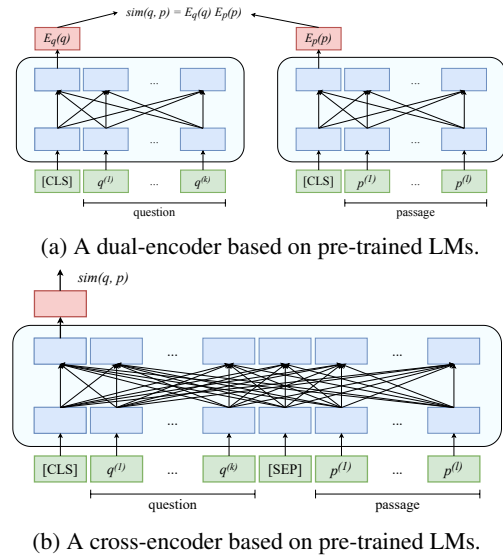 sim(q, p) = E_q(q) E_p(p)
E_q(q) E_p(p)
... ...
... ...
[CLS] q^(1) ... q^(k) [CLS] p^(1) ... p^(l)
question passage
(a) A dual-encoder based on pre-trained LMs.
sim(q, p)
... ...
... ...
[CLS] q^(1) ... q^(k) [SEP] p^(1) ... p^(l)
question passage
(b) A cross-encoder based on pre-trained LMs.